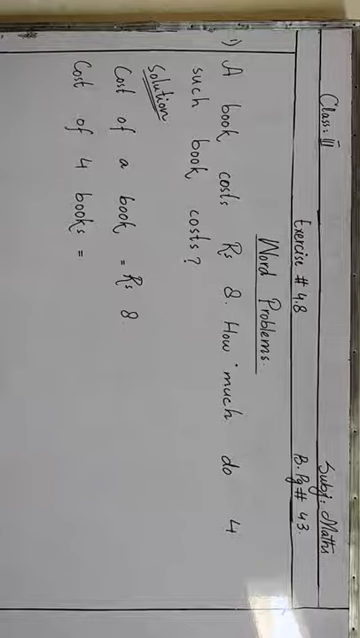 Class: III Subj: Maths
Exercise # 4.8 B.Pg# 43.
Word Problems.
i) A book costs Rs 8. How much do 4
such book costs?
Solution
Cost of a book = Rs 8
Cost of 4 books =